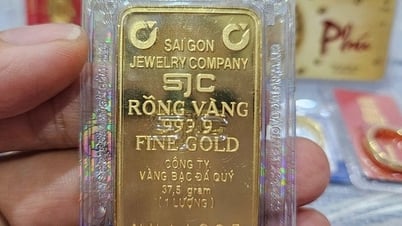 SAIGON
JEWELRY COMPANY
SJC
RỒNG VÀNG
999.9
FINE GOLD
CÔNG TY
VÀNG BẠC ĐÁ QUÝ
37,5 gram
(1 LƯỢNG)
Phú